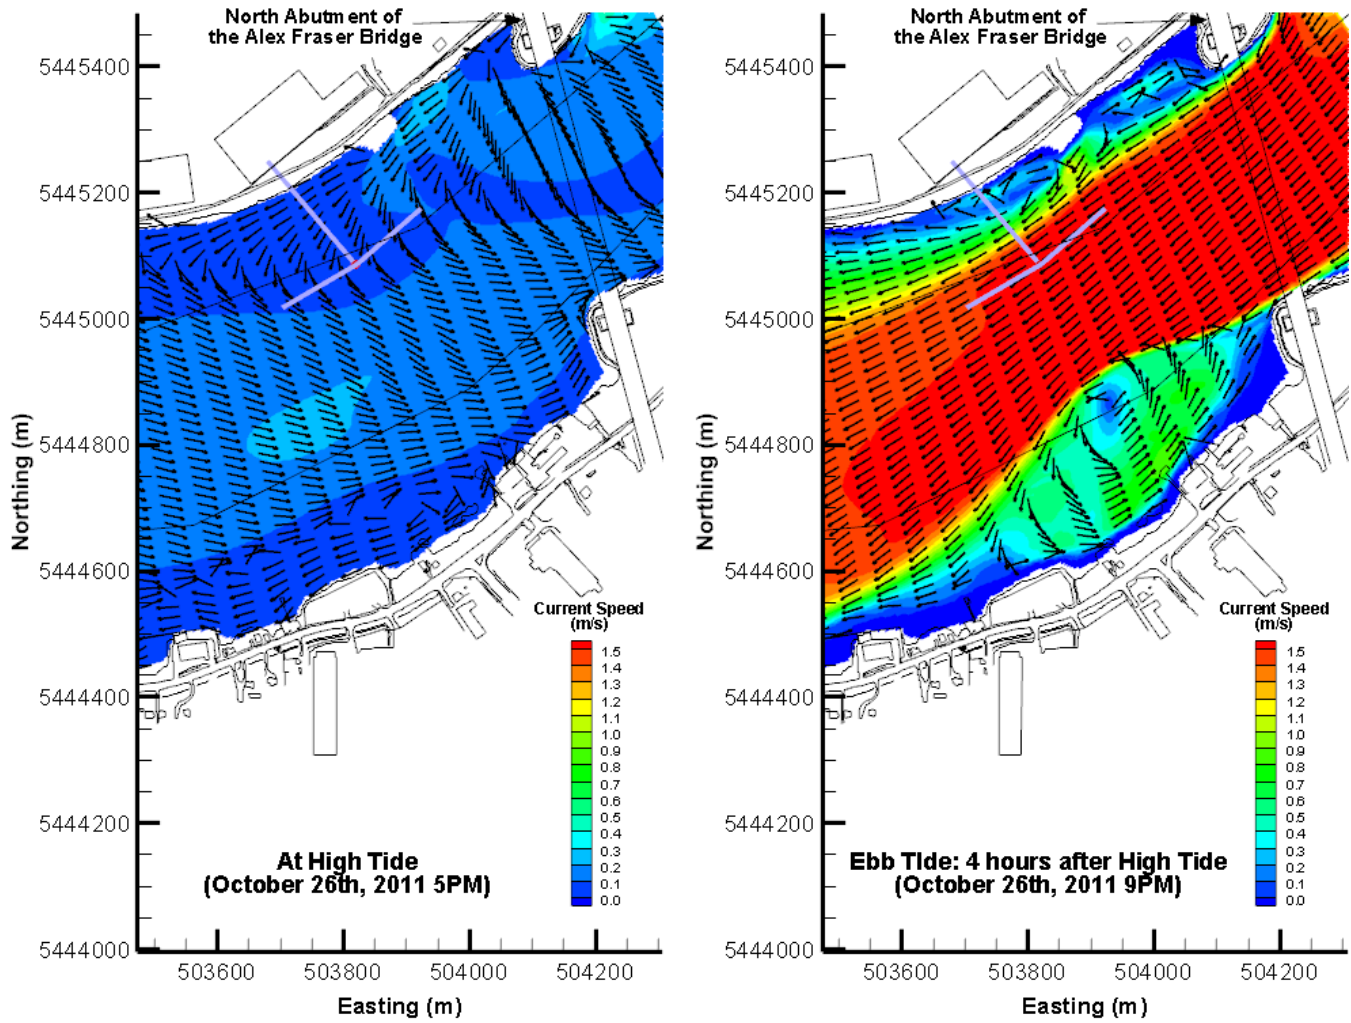 North Abutment of
the Alex Fraser Bridge
5445400
5445200
5445000
5444800
5444600
5444400
5444200
5444000
Northing (m)
503600 503800 504000 504200
Easting (m)
Current Speed
(m/s)
1.5
1.4
1.3
1.2
1.1
1.0
0.9
0.8
0.7
0.6
0.5
0.4
0.3
0.2
0.1
0.0
At High Tide
(October 26th, 2011 5PM)
North Abutment of
the Alex Fraser Bridge
5445400
5445200
5445000
5444800
5444600
5444400
5444200
5444000
Northing (m)
503600 503800 504000 504200
Easting (m)
Current Speed
(m/s)
1.5
1.4
1.3
1.2
1.1
1.0
0.9
0.8
0.7
0.6
0.5
0.4
0.3
0.2
0.1
0.0
Ebb TIde: 4 hours after High Tide
(October 26th, 2011 9PM)